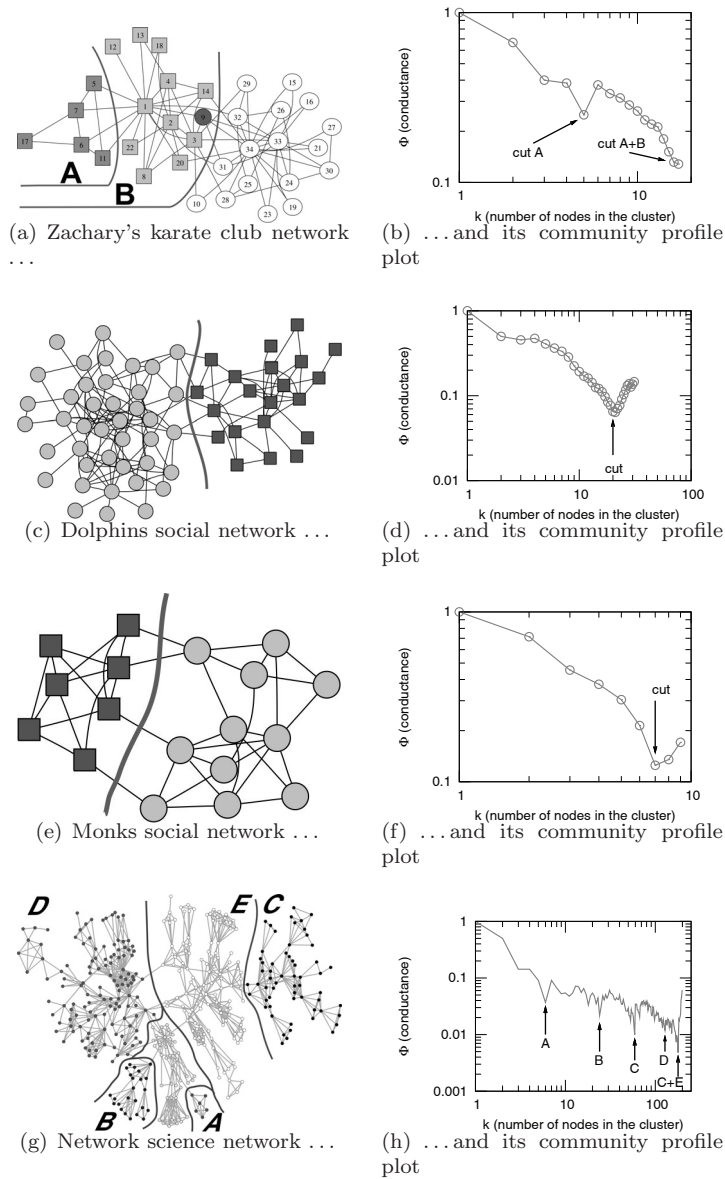 13
18
12
4
5
14
29
15
1
7
9
26
16
2
32
27
17
6
22
3
33
34
21
11
20
8
31
30
A
B
28
25
24
10
23
19
(a) Zachary's karate club network
. . .
1
0.1
1
10
Φ (conductance)
k (number of nodes in the cluster)
cut A
cut A+B
(b) . . . and its community profile
plot
(c) Dolphins social network . . .
1
0.1
0.01
1
10
100
Φ (conductance)
k (number of nodes in the cluster)
cut
(d) . . . and its community profile
plot
(e) Monks social network . . .
1
0.1
1
10
Φ (conductance)
k (number of nodes in the cluster)
cut
(f) . . . and its community profile
plot
D
E
C
B
A
(g) Network science network . . .
1
0.1
0.01
0.001
1
10
100
Φ (conductance)
k (number of nodes in the cluster)
A
B
C
D
C+E
(h) . . . and its community profile
plot